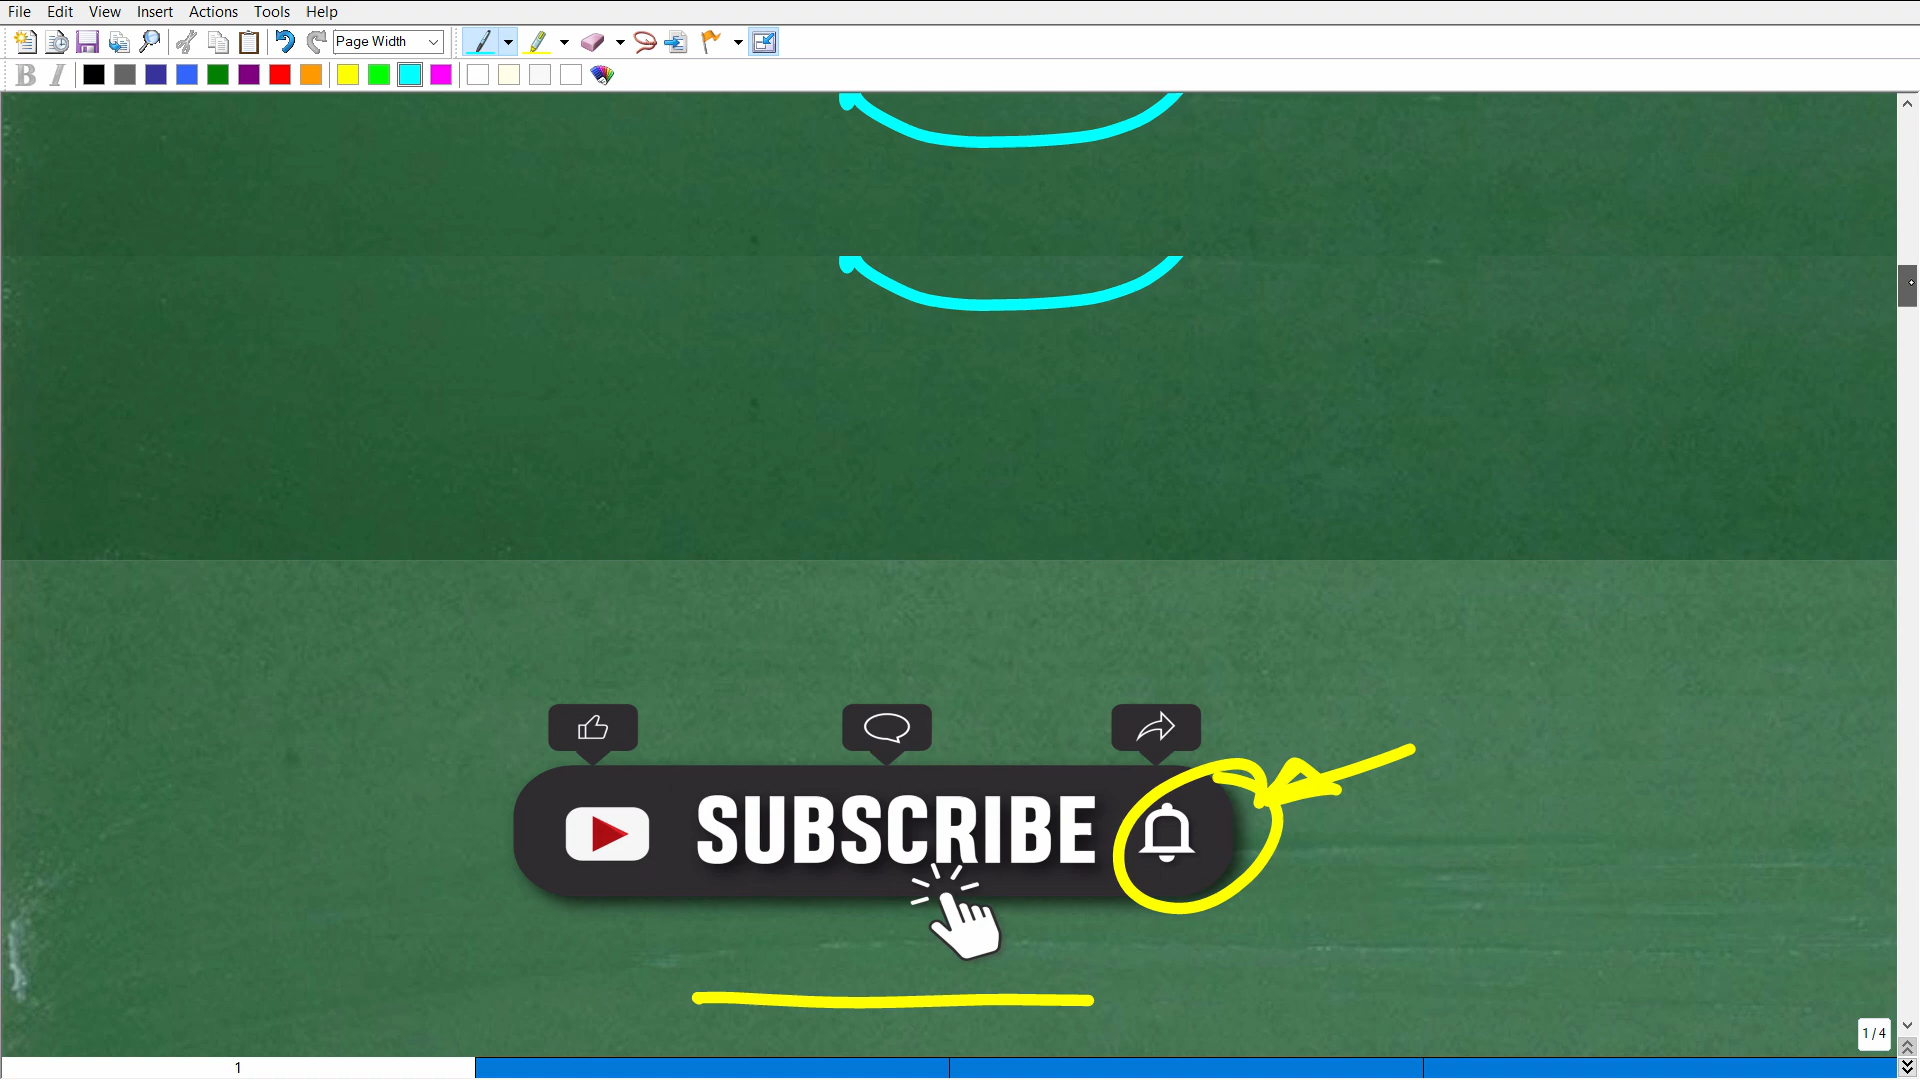 File Edit View Insert Actions Tools Help
Page Width
B I
SUBSCRIBE
1 / 4
1